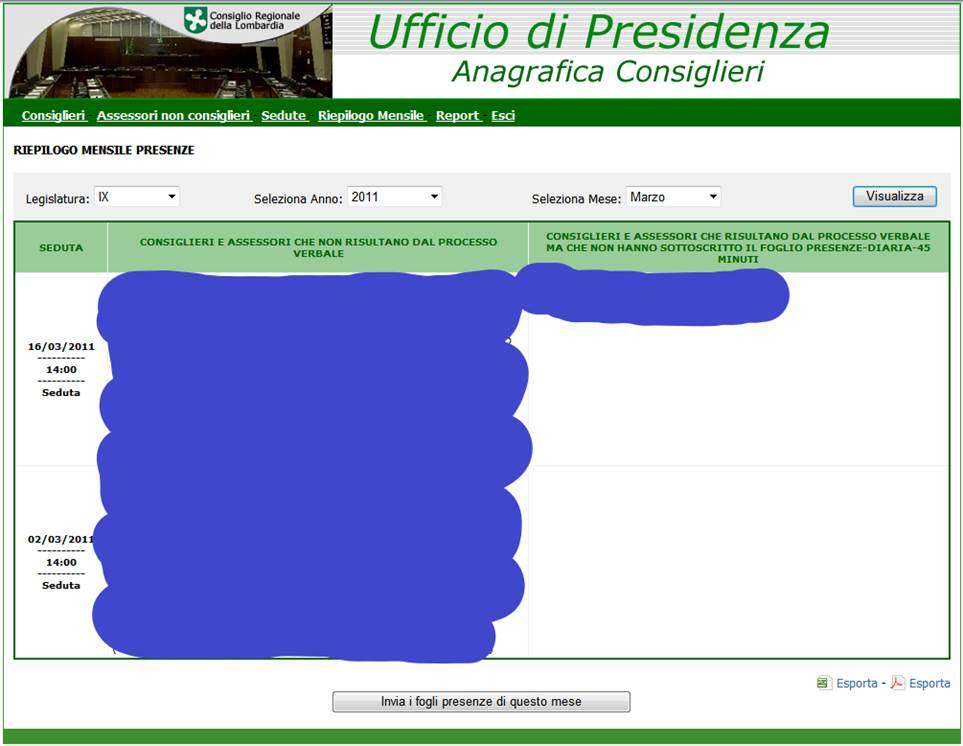 Consiglio Regionale
della Lombardia
Ufficio di Presidenza
Anagrafica Consiglieri
Consiglieri - Assessori non consiglieri - Sedute - Riepilogo Mensile - Report - Esci
RIEPILOGO MENSILE PRESENZE
Legislatura: IX Seleziona Anno: 2011 Seleziona Mese: Marzo Visualizza
SEDUTA
CONSIGLIERI E ASSESSORI CHE NON RISULTANO DAL PROCESSO
VERBALE
CONSIGLIERI E ASSESSORI CHE RISULTANO DAL PROCESSO VERBALE
MA CHE NON HANNO SOTTOSCRITTO IL FOGLIO PRESENZE-DIARIA-45
MINUTI
16/03/2011
----------
14:00
----------
Seduta
02/03/2011
----------
14:00
----------
Seduta
Esporta - Esporta
Invia i fogli presenze di questo mese